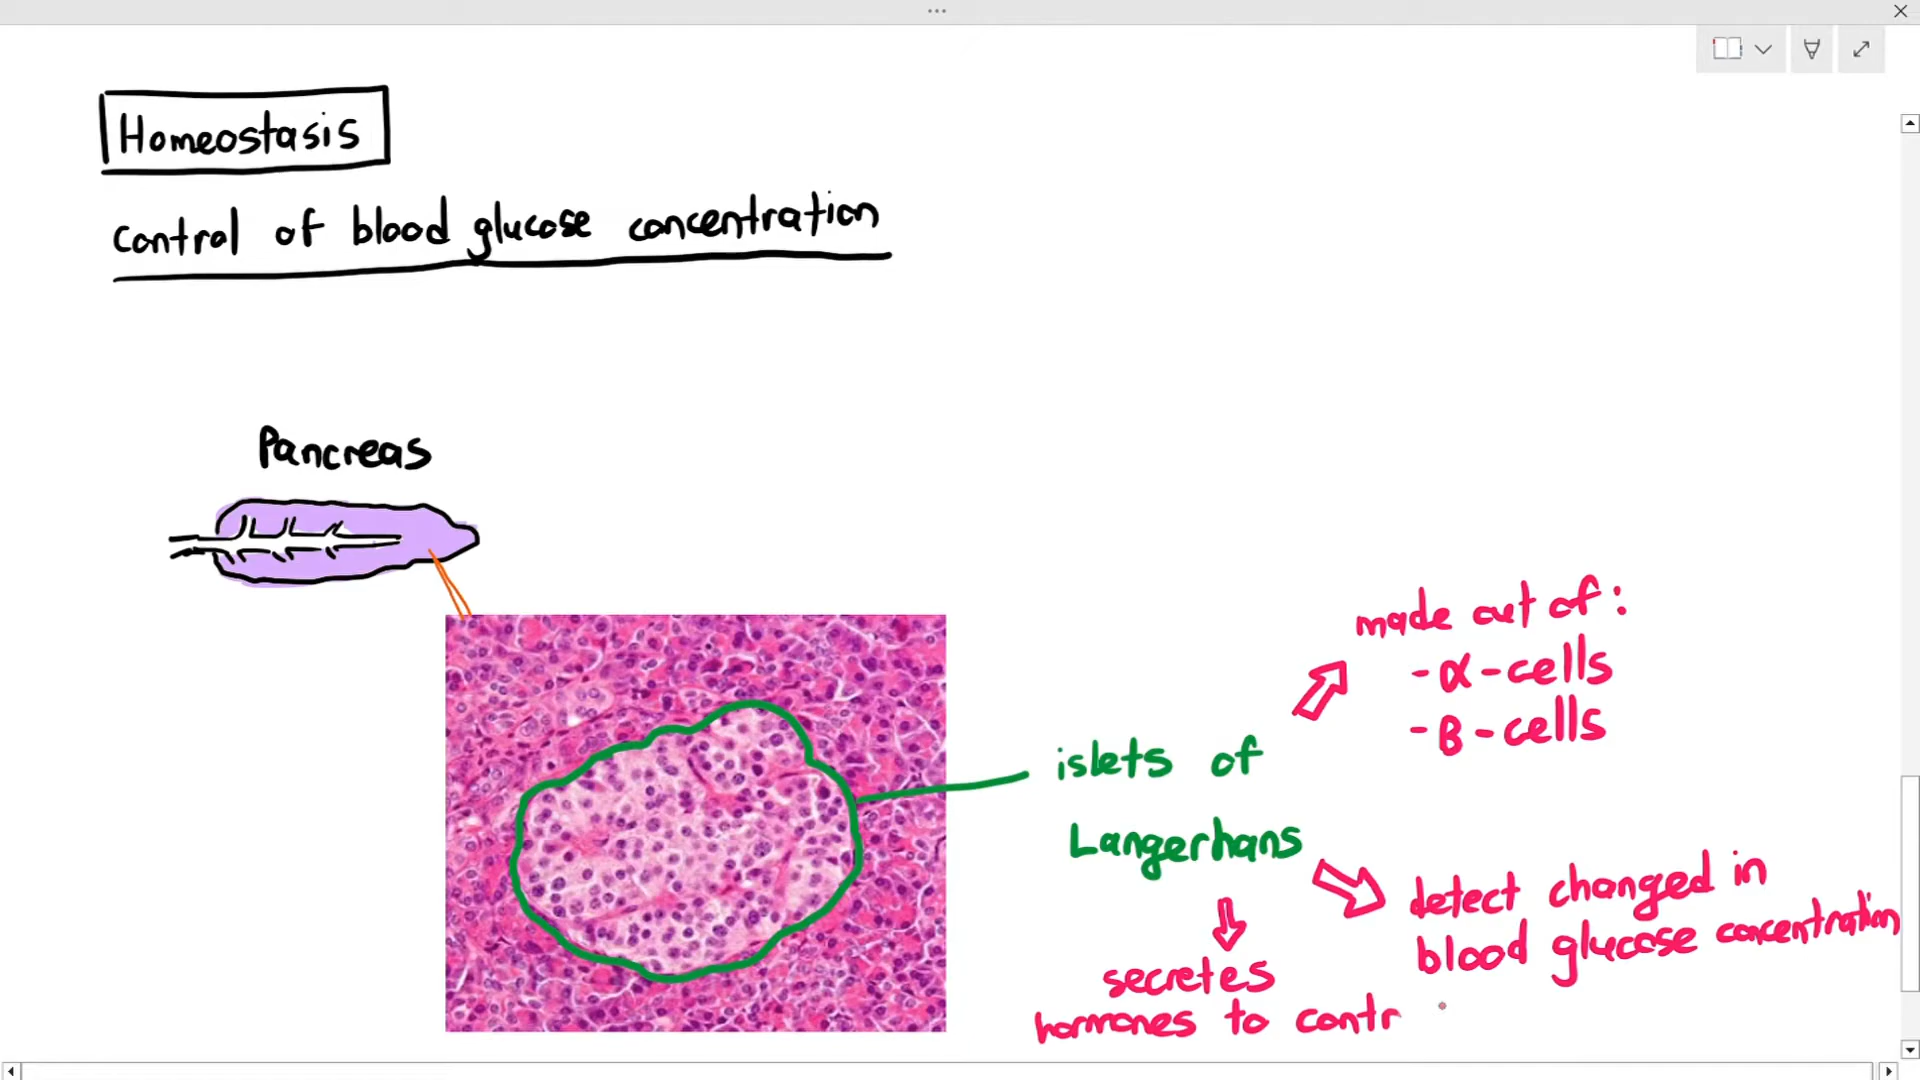 Homeostasis
control of blood glucose concentration
Pancreas
made out of:
- α - cells
- β - cells
islets of
Langerhans
detect changed in
blood glucose concentration
secretes
hormones to contr